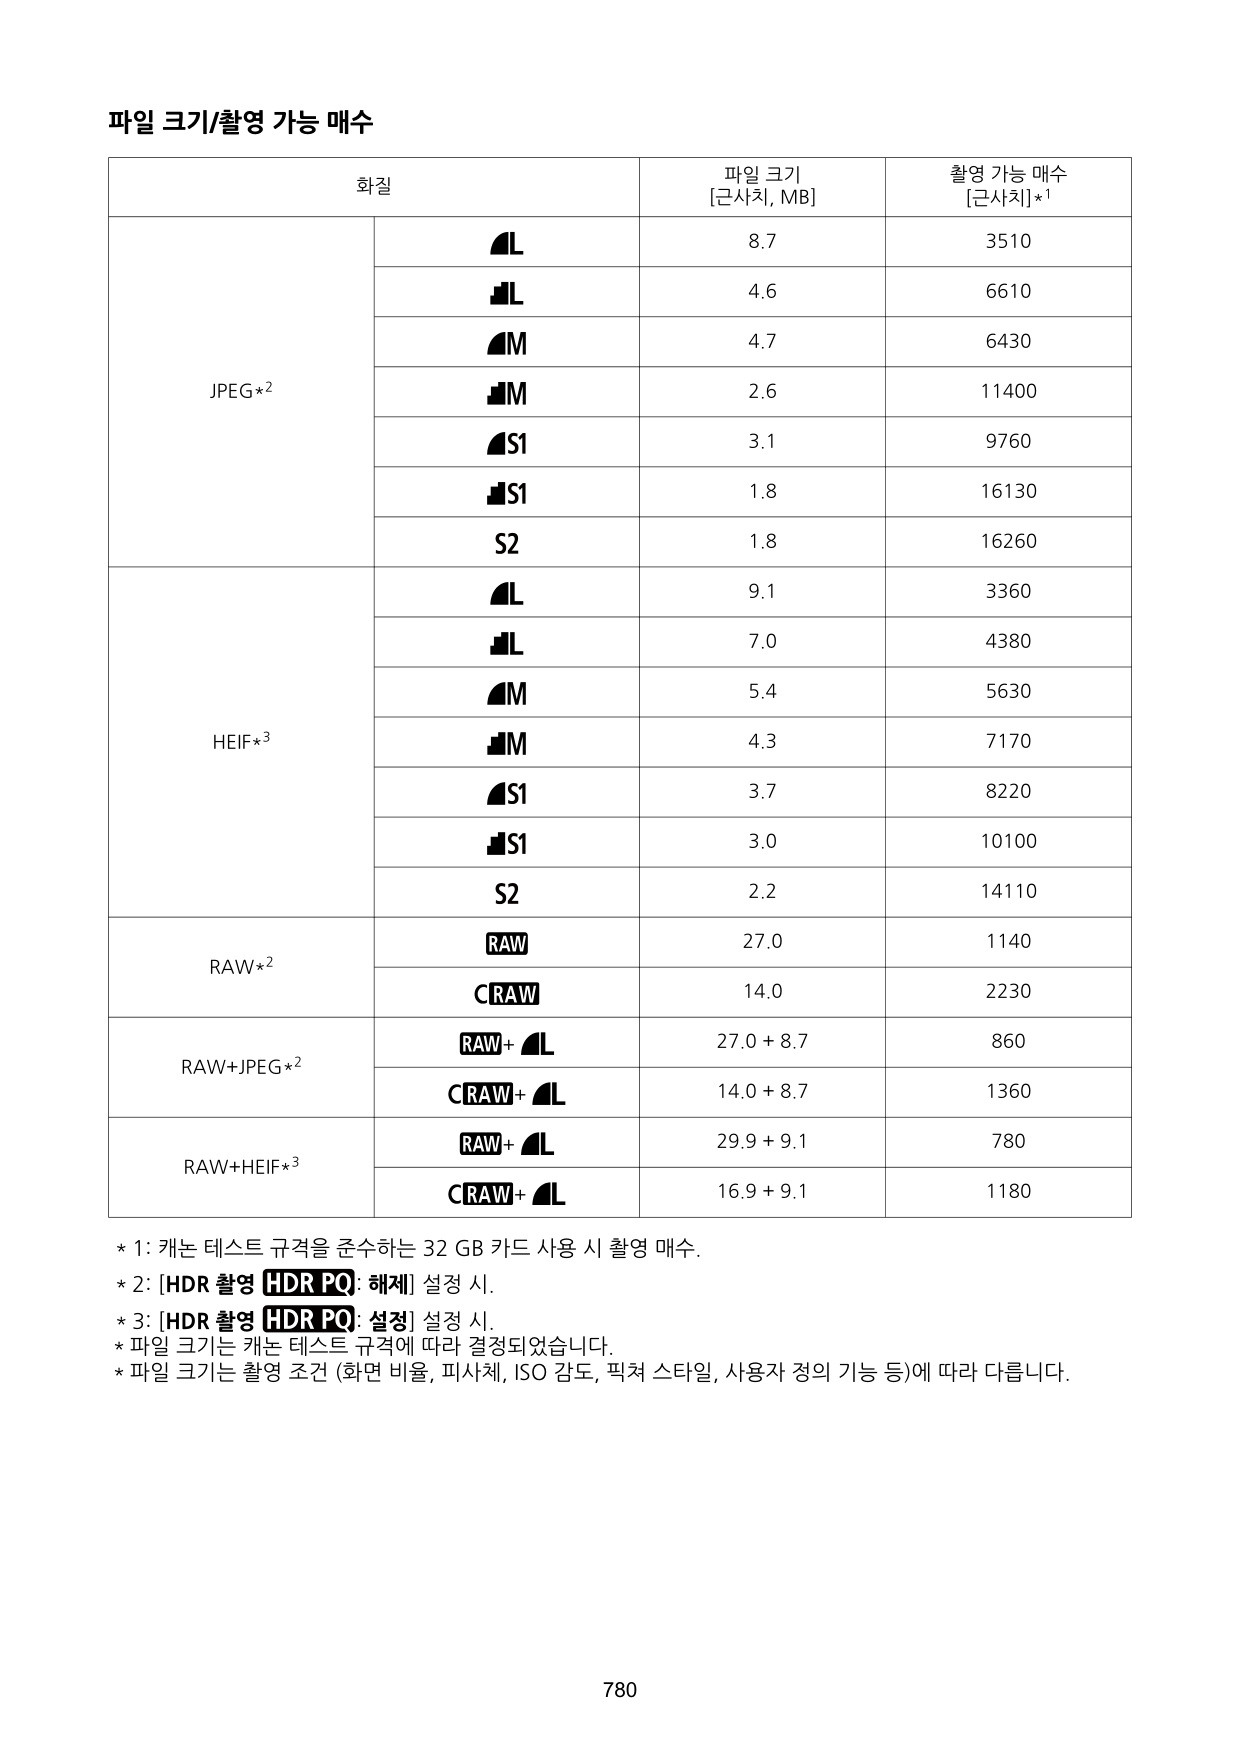 파일 크기/촬영 가능 매수
화질 파일 크기 [근사치, MB] 촬영 가능 매수 [근사치]*1
JPEG*2
L 8.7 3510
L 4.6 6610
M 4.7 6430
M 2.6 11400
S1 3.1 9760
S1 1.8 16130
S2 1.8 16260
HEIF*3
L 9.1 3360
L 7.0 4380
M 5.4 5630
M 4.3 7170
S1 3.7 8220
S1 3.0 10100
S2 2.2 14110
RAW*2
RAW 27.0 1140
CRAW 14.0 2230
RAW+JPEG*2
RAW+ L 27.0 + 8.7 860
CRAW+ L 14.0 + 8.7 1360
RAW+HEIF*3
RAW+ L 29.9 + 9.1 780
CRAW+ L 16.9 + 9.1 1180
* 1: 캐논 테스트 규격을 준수하는 32 GB 카드 사용 시 촬영 매수.
* 2: [HDR 촬영 HDR PQ: 해제] 설정 시.
* 3: [HDR 촬영 HDR PQ: 설정] 설정 시.
* 파일 크기는 캐논 테스트 규격에 따라 결정되었습니다.
* 파일 크기는 촬영 조건 (화면 비율, 피사체, ISO 감도, 픽쳐 스타일, 사용자 정의 기능 등)에 따라 다릅니다.
780